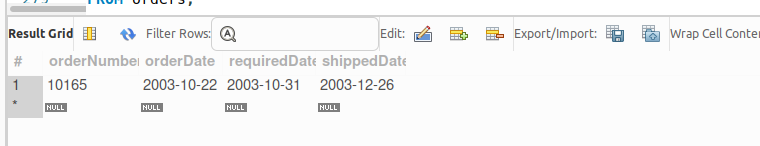 FROM orders;
Result Grid Filter Rows: Edit: Export/Import: Wrap Cell Conten
# orderNumber orderDate requiredDate shippedDate
1 10165 2003-10-22 2003-10-31 2003-12-26
* NULL NULL NULL NULL